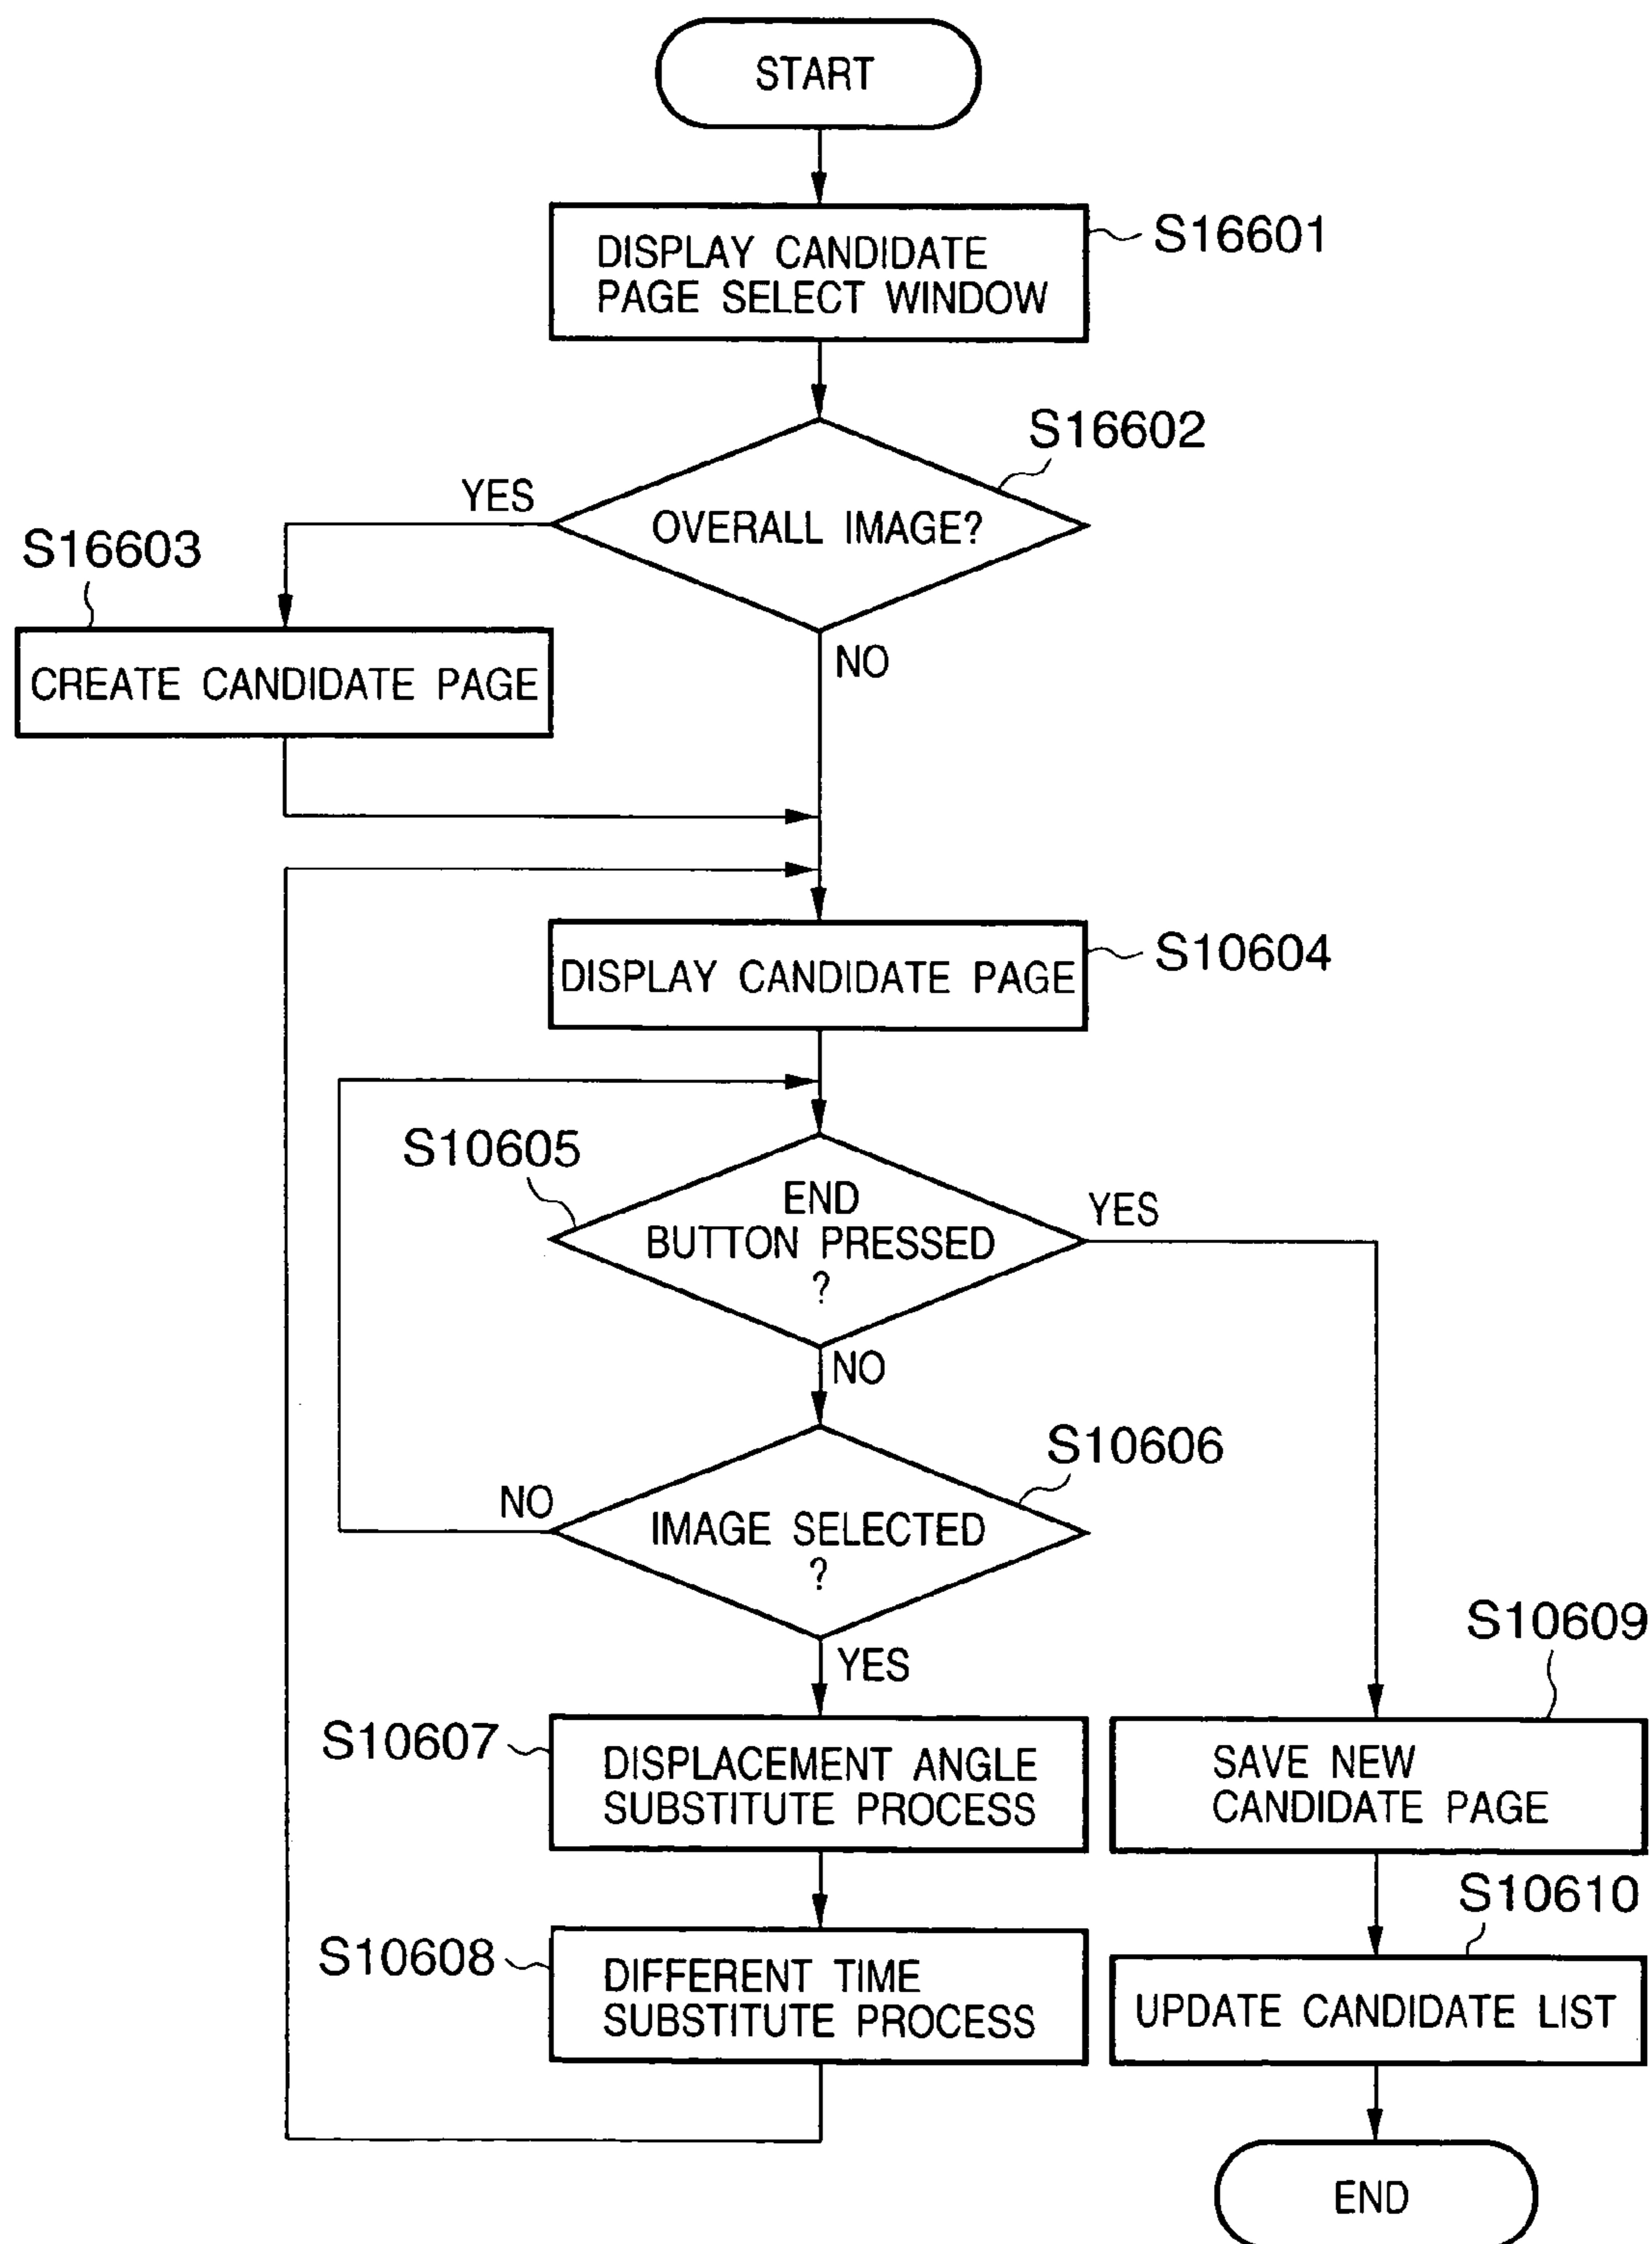 START
DISPLAY CANDIDATE
PAGE SELECT WINDOW
S16601
S16602
OVERALL IMAGE?
YES
NO
S16603
CREATE CANDIDATE PAGE
DISPLAY CANDIDATE PAGE
S10604
S10605
END
BUTTON PRESSED
?
YES
NO
S10606
IMAGE SELECTED
?
NO
YES
S10607
DISPLACEMENT ANGLE
SUBSTITUTE PROCESS
S10608
DIFFERENT TIME
SUBSTITUTE PROCESS
S10609
SAVE NEW
CANDIDATE PAGE
S10610
UPDATE CANDIDATE LIST
END